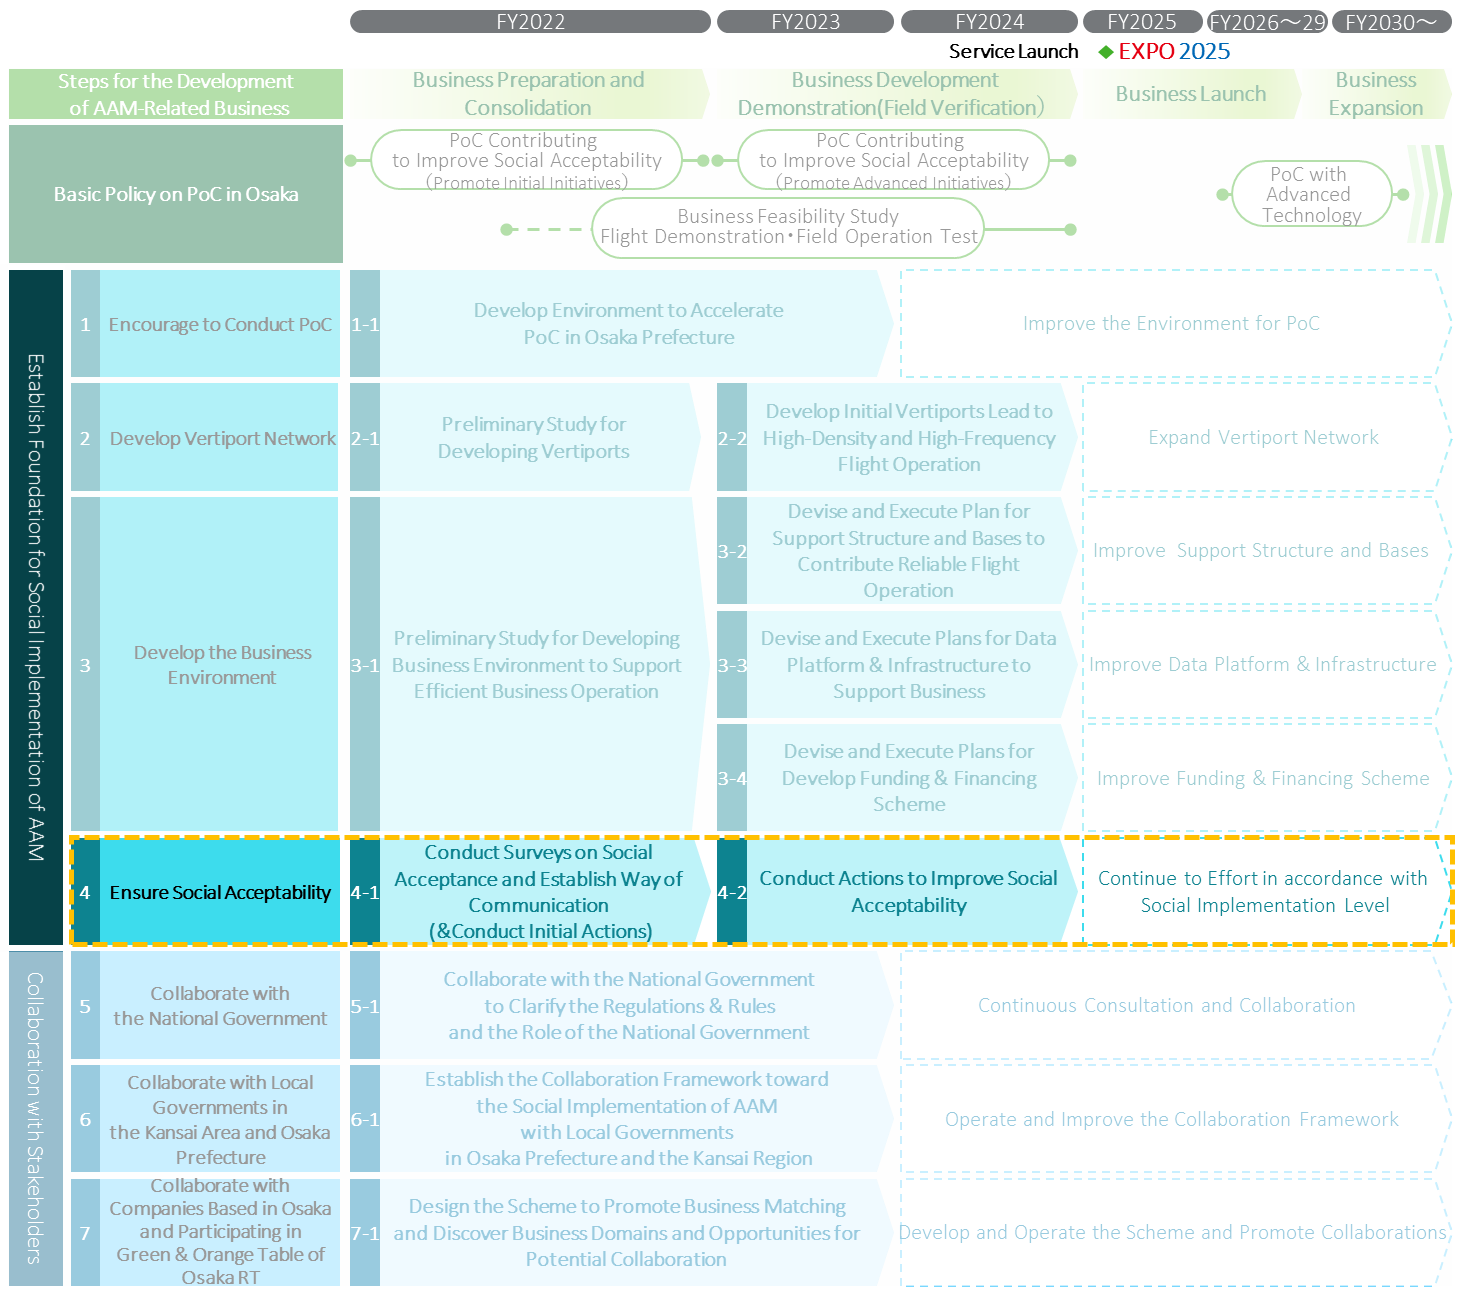 FY2022
FY2023
FY2024
FY2025
FY2026～29
FY2030～
Service Launch
EXPO 2025
Steps for the Development
of AAM-Related Business
Business Preparation and
Consolidation
Business Development
Demonstration(Field Verification）
Business Launch
Business
Expansion
Basic Policy on PoC in Osaka
PoC Contributing
to Improve Social Acceptability
（Promote Initial Initiatives）
PoC Contributing
to Improve Social Acceptability
（Promote Advanced Initiatives）
PoC with
Advanced
Technology
Business Feasibility Study
Flight Demonstration・Field Operation Test
Establish Foundation for Social Implementation of AAM
1
Encourage to Conduct PoC
1-1
Develop Environment to Accelerate
PoC in Osaka Prefecture
Improve the Environment for PoC
2
Develop Vertiport Network
2-1
Preliminary Study for
Developing Vertiports
2-2
Develop Initial Vertiports Lead to
High-Density and High-Frequency
Flight Operation
Expand Vertiport Network
3
Develop the Business
Environment
3-1
Preliminary Study for Developing
Business Environment to Support
Efficient Business Operation
3-2
Devise and Execute Plan for
Support Structure and Bases to
Contribute Reliable Flight
Operation
Improve Support Structure and Bases
3-3
Devise and Execute Plans for Data
Platform & Infrastructure to
Support Business
Improve Data Platform & Infrastructure
3-4
Devise and Execute Plans for
Develop Funding & Financing
Scheme
Improve Funding & Financing Scheme
4
Ensure Social Acceptability
4-1
Conduct Surveys on Social
Acceptance and Establish Way of
Communication
(&Conduct Initial Actions)
4-2
Conduct Actions to Improve Social
Acceptability
Continue to Effort in accordance with
Social Implementation Level
Collaboration with Stakeholders
5
Collaborate with
the National Government
5-1
Collaborate with the National Government
to Clarify the Regulations & Rules
and the Role of the National Government
Continuous Consultation and Collaboration
6
Collaborate with Local
Governments in
the Kansai Area and Osaka
Prefecture
6-1
Establish the Collaboration Framework toward
the Social Implementation of AAM
with Local Governments
in Osaka Prefecture and the Kansai Region
Operate and Improve the Collaboration Framework
7
Collaborate with
Companies Based in Osaka
and Participating in
Green & Orange Table of
Osaka RT
7-1
Design the Scheme to Promote Business Matching
and Discover Business Domains and Opportunities for
Potential Collaboration
Develop and Operate the Scheme and Promote Collaborations